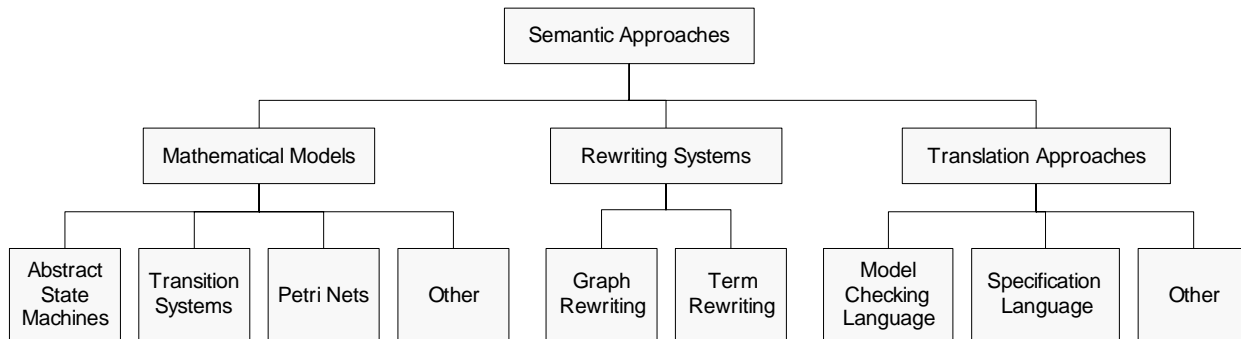 Semantic Approaches
Mathematical Models
Rewriting Systems
Translation Approaches
Abstract
State
Machines
Transition
Systems
Petri Nets
Other
Graph
Rewriting
Term
Rewriting
Model
Checking
Language
Specification
Language
Other